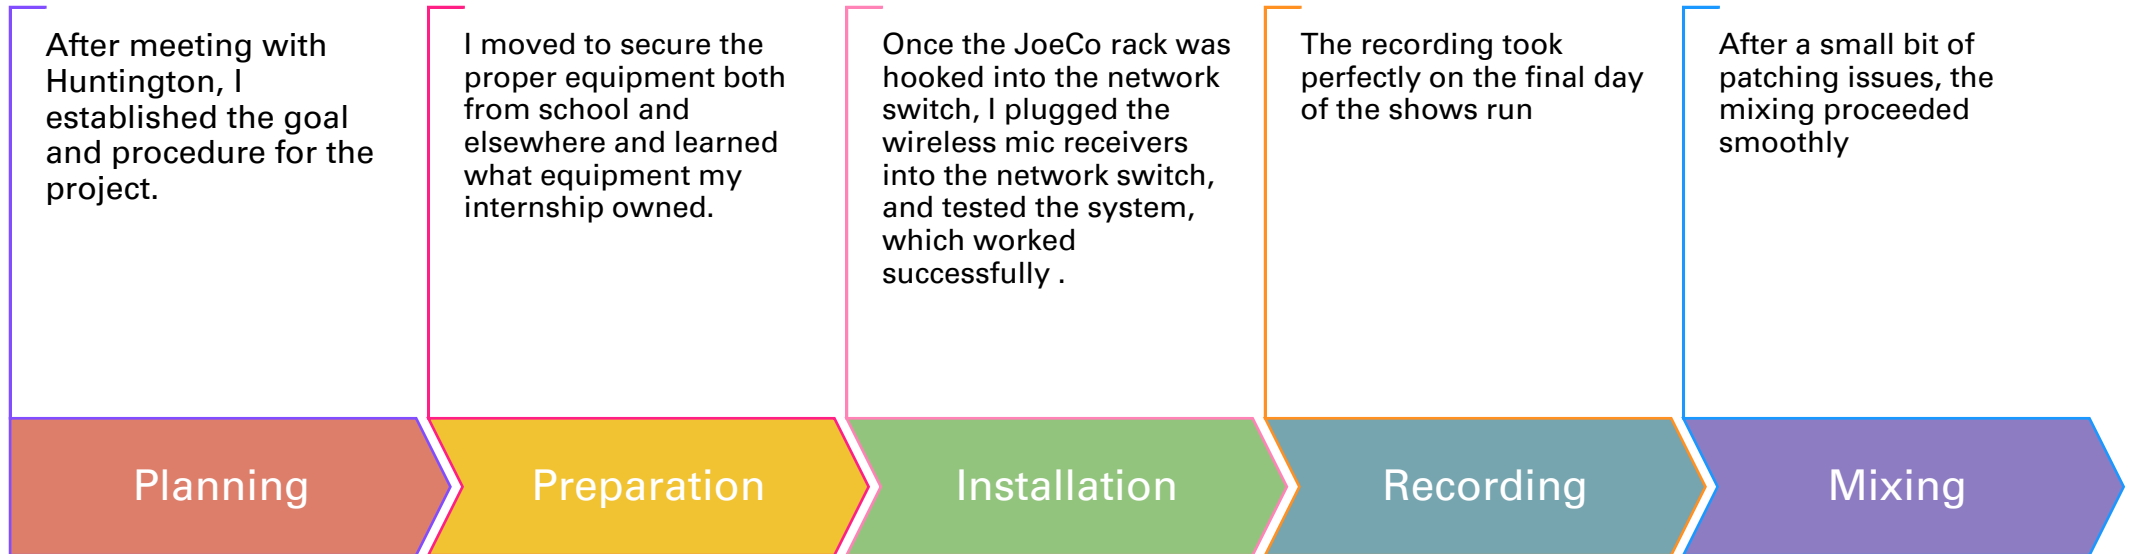 After meeting with
Huntington, I
established the goal
and procedure for the
project.
I moved to secure the
proper equipment both
from school and
elsewhere and learned
what equipment my
internship owned.
Once the JoeCo rack was
hooked into the network
switch, I plugged the
wireless mic receivers
into the network switch,
and tested the system,
which worked
successfully .
The recording took
perfectly on the final day
of the shows run
After a small bit of
patching issues, the
mixing proceeded
smoothly
Planning
Preparation
Installation
Recording
Mixing